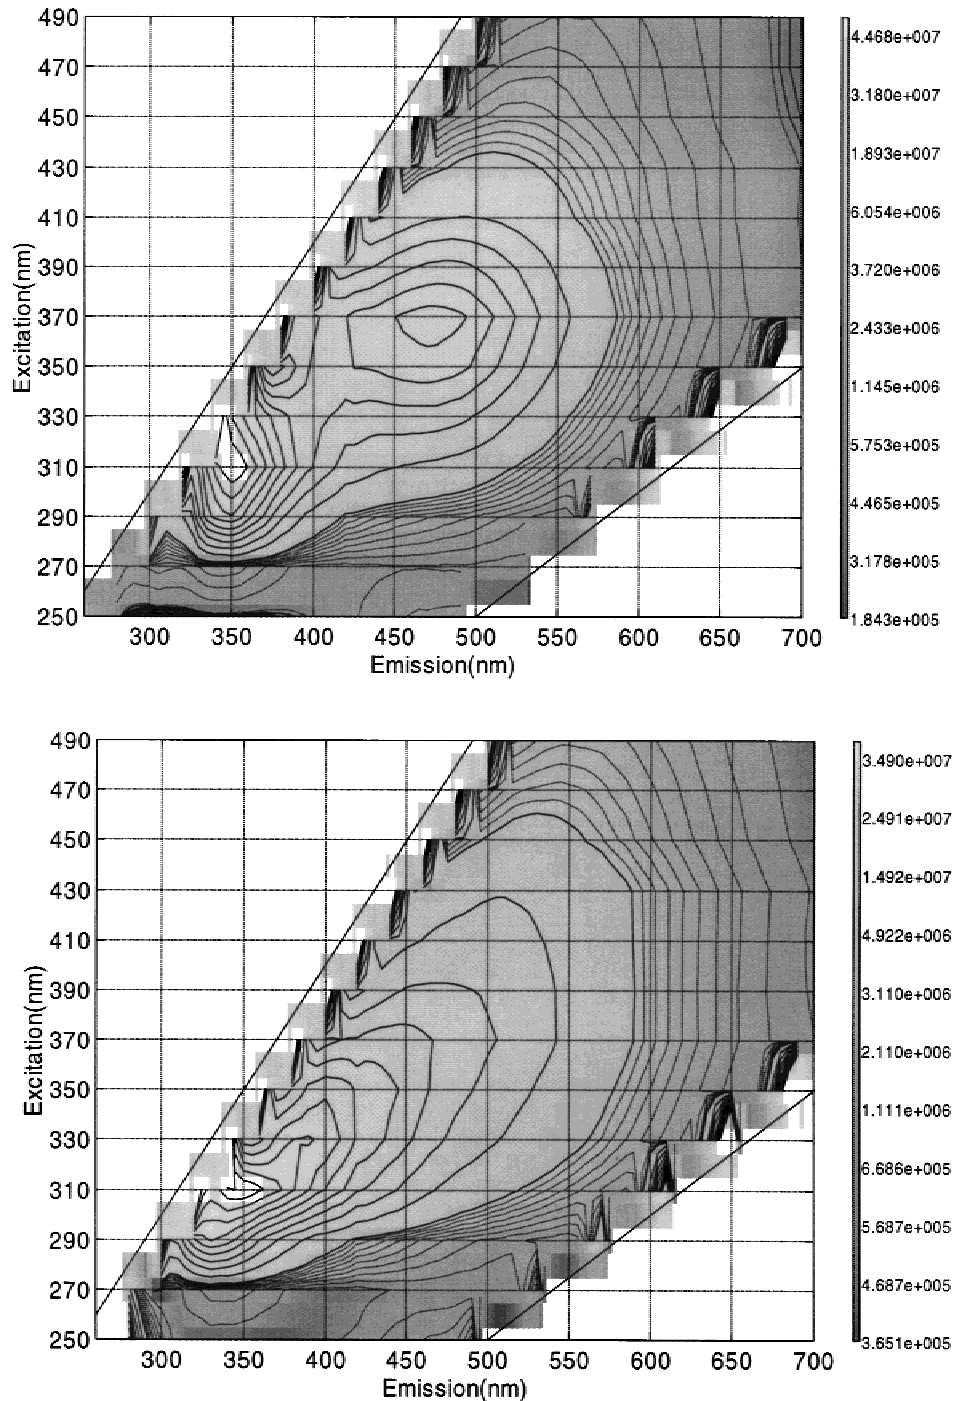 490
470
450
430
410
390
370
350
330
310
290
270
250
Excitation(nm)
300 350 400 450 500 550 600 650 700
Emission(nm)
4.468e+007
3.180e+007
1.893e+007
6.054e+006
3.720e+006
2.433e+006
1.145e+006
5.753e+005
4.465e+005
3.178e+005
1.843e+005
490
470
450
430
410
390
370
350
330
310
290
270
250
Excitation(nm)
300 350 400 450 500 550 600 650 700
Emission(nm)
3.490e+007
2.491e+007
1.492e+007
4.922e+006
3.110e+006
2.110e+006
1.111e+006
6.686e+005
5.687e+005
4.687e+005
3.651e+005